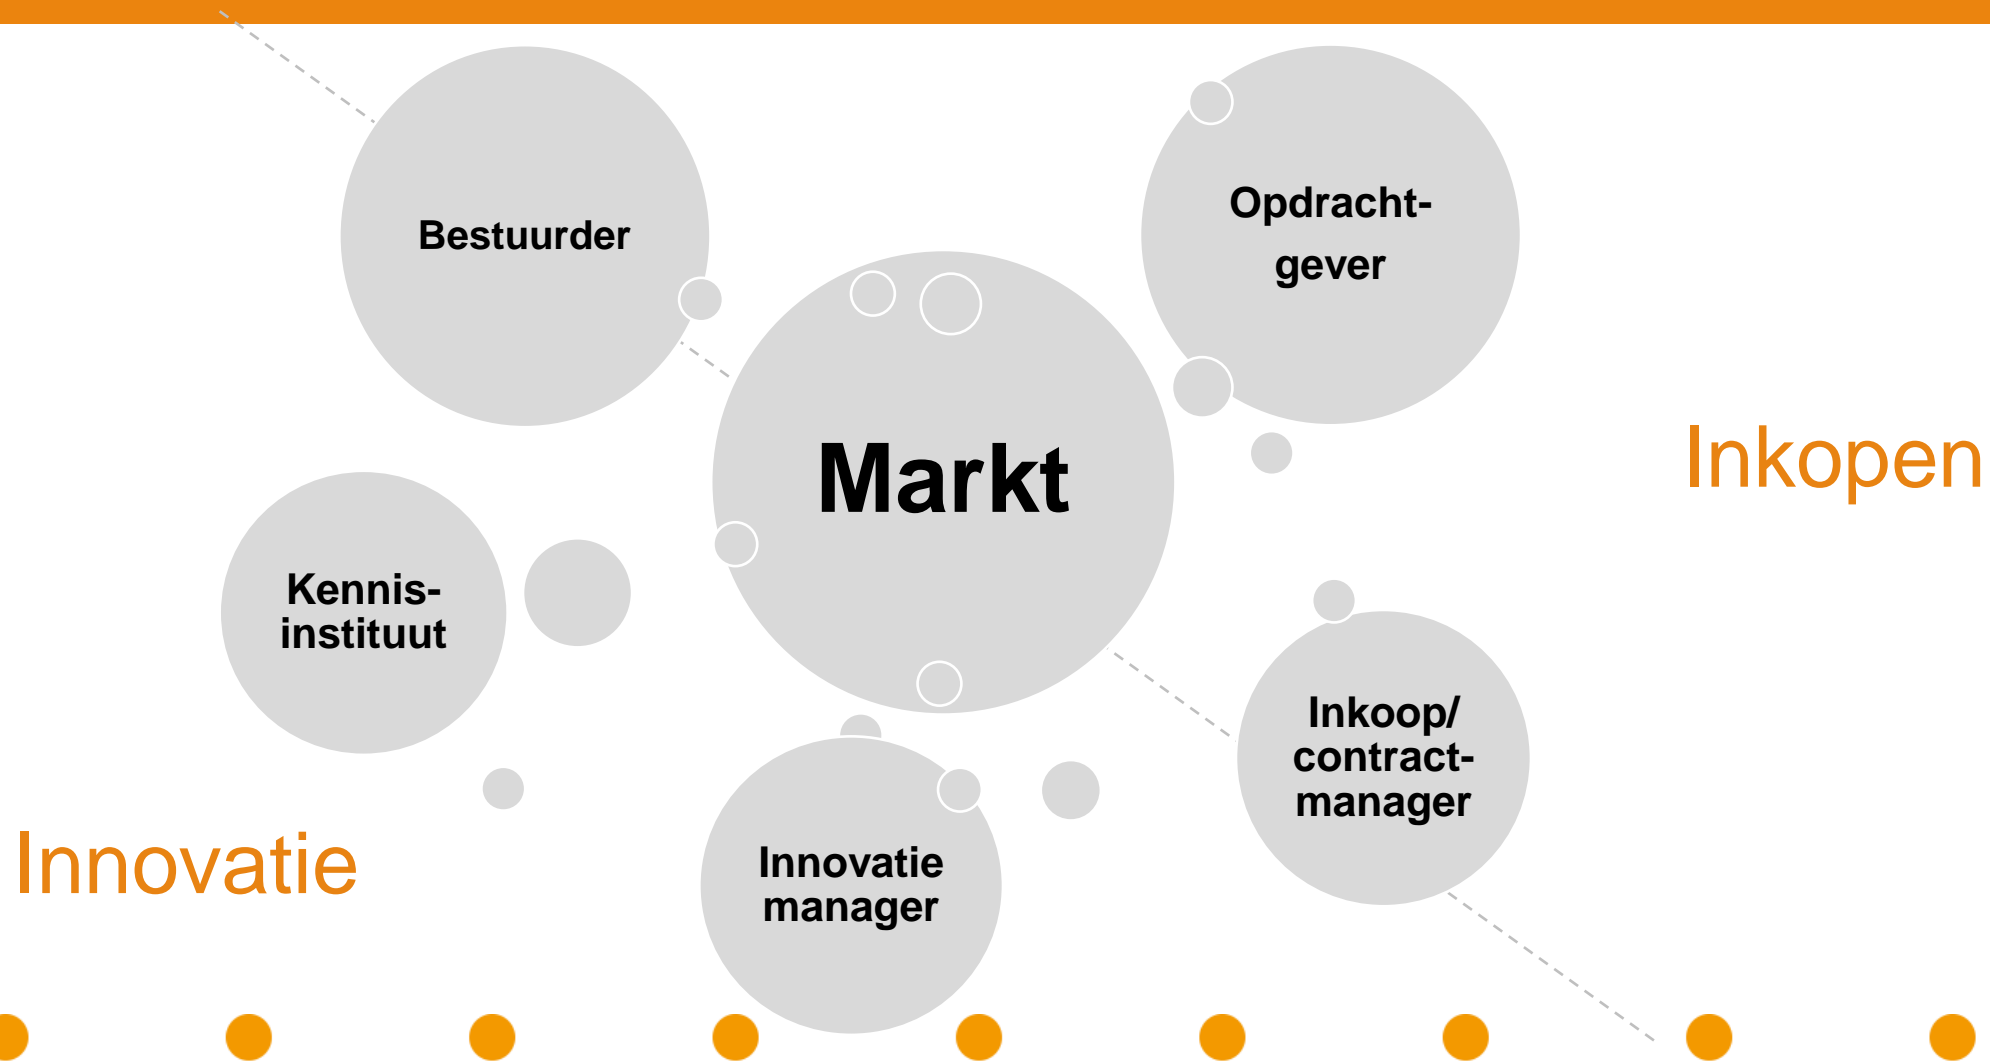 Bestuurder
Opdracht-
gever
Markt
Inkopen
Kennis-
instituut
Inkoop/
contract-
manager
Innovatie
Innovatie
manager